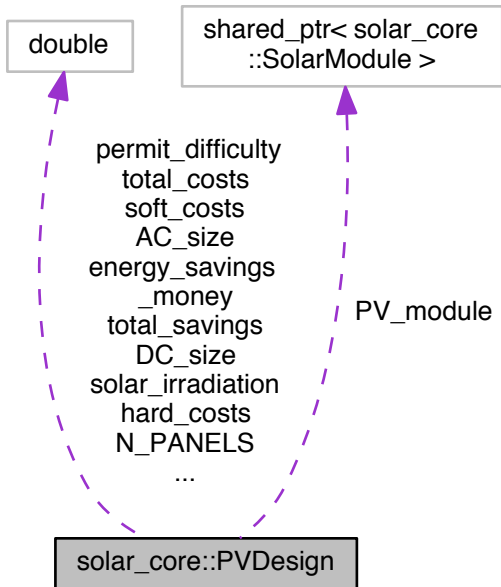 double
shared_ptr< solar_core
::SolarModule >
permit_difficulty
total_costs
soft_costs
AC_size
energy_savings
_money
total_savings
DC_size
solar_irradiation
hard_costs
N_PANELS
...
PV_module
solar_core::PVDesign